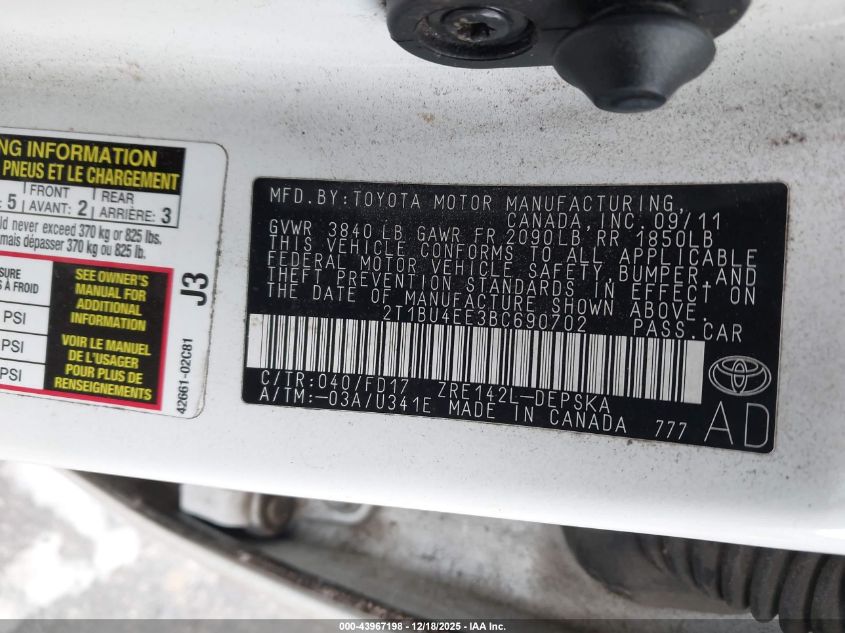 NG INFORMATION
PNEUS ET LE CHARGEMENT
5 FRONT AVANT: 2 REAR ARRIÈRE: 3
ld never exceed 370 kg or 825 lbs.
mais dépasser 370 kg ou 825 lb.
SURE
S À FROID
PSI
PSI
PSI
SEE OWNER'S
MANUAL FOR
ADDITIONAL
INFORMATION
VOIR LE MANUEL
DE L'USAGER
POUR PLUS DE
RENSEIGNEMENTS
J3
42661-02C81
MFD.BY:TOYOTA MOTOR MANUFACTURING,
CANADA, INC. 09/11
GVWR 3840 LB GAWR FR 2090LB RR 1850LB
THIS VEHICLE CONFORMS TO ALL APPLICABLE
FEDERAL MOTOR VEHICLE SAFETY, BUMPER AND
THEFT PREVENTION STANDARDS IN EFFECT ON
THE DATE OF MANUFACTURE SHOWN ABOVE.
2T1BU4EE3BC690702 PASS.CAR
C/TR:040/FD17 ZRE142L-DEPSKA
A/TM:-03A/U341E MADE IN CANADA 777
AD
000-43967198 - 12/18/2025 - IAA Inc.